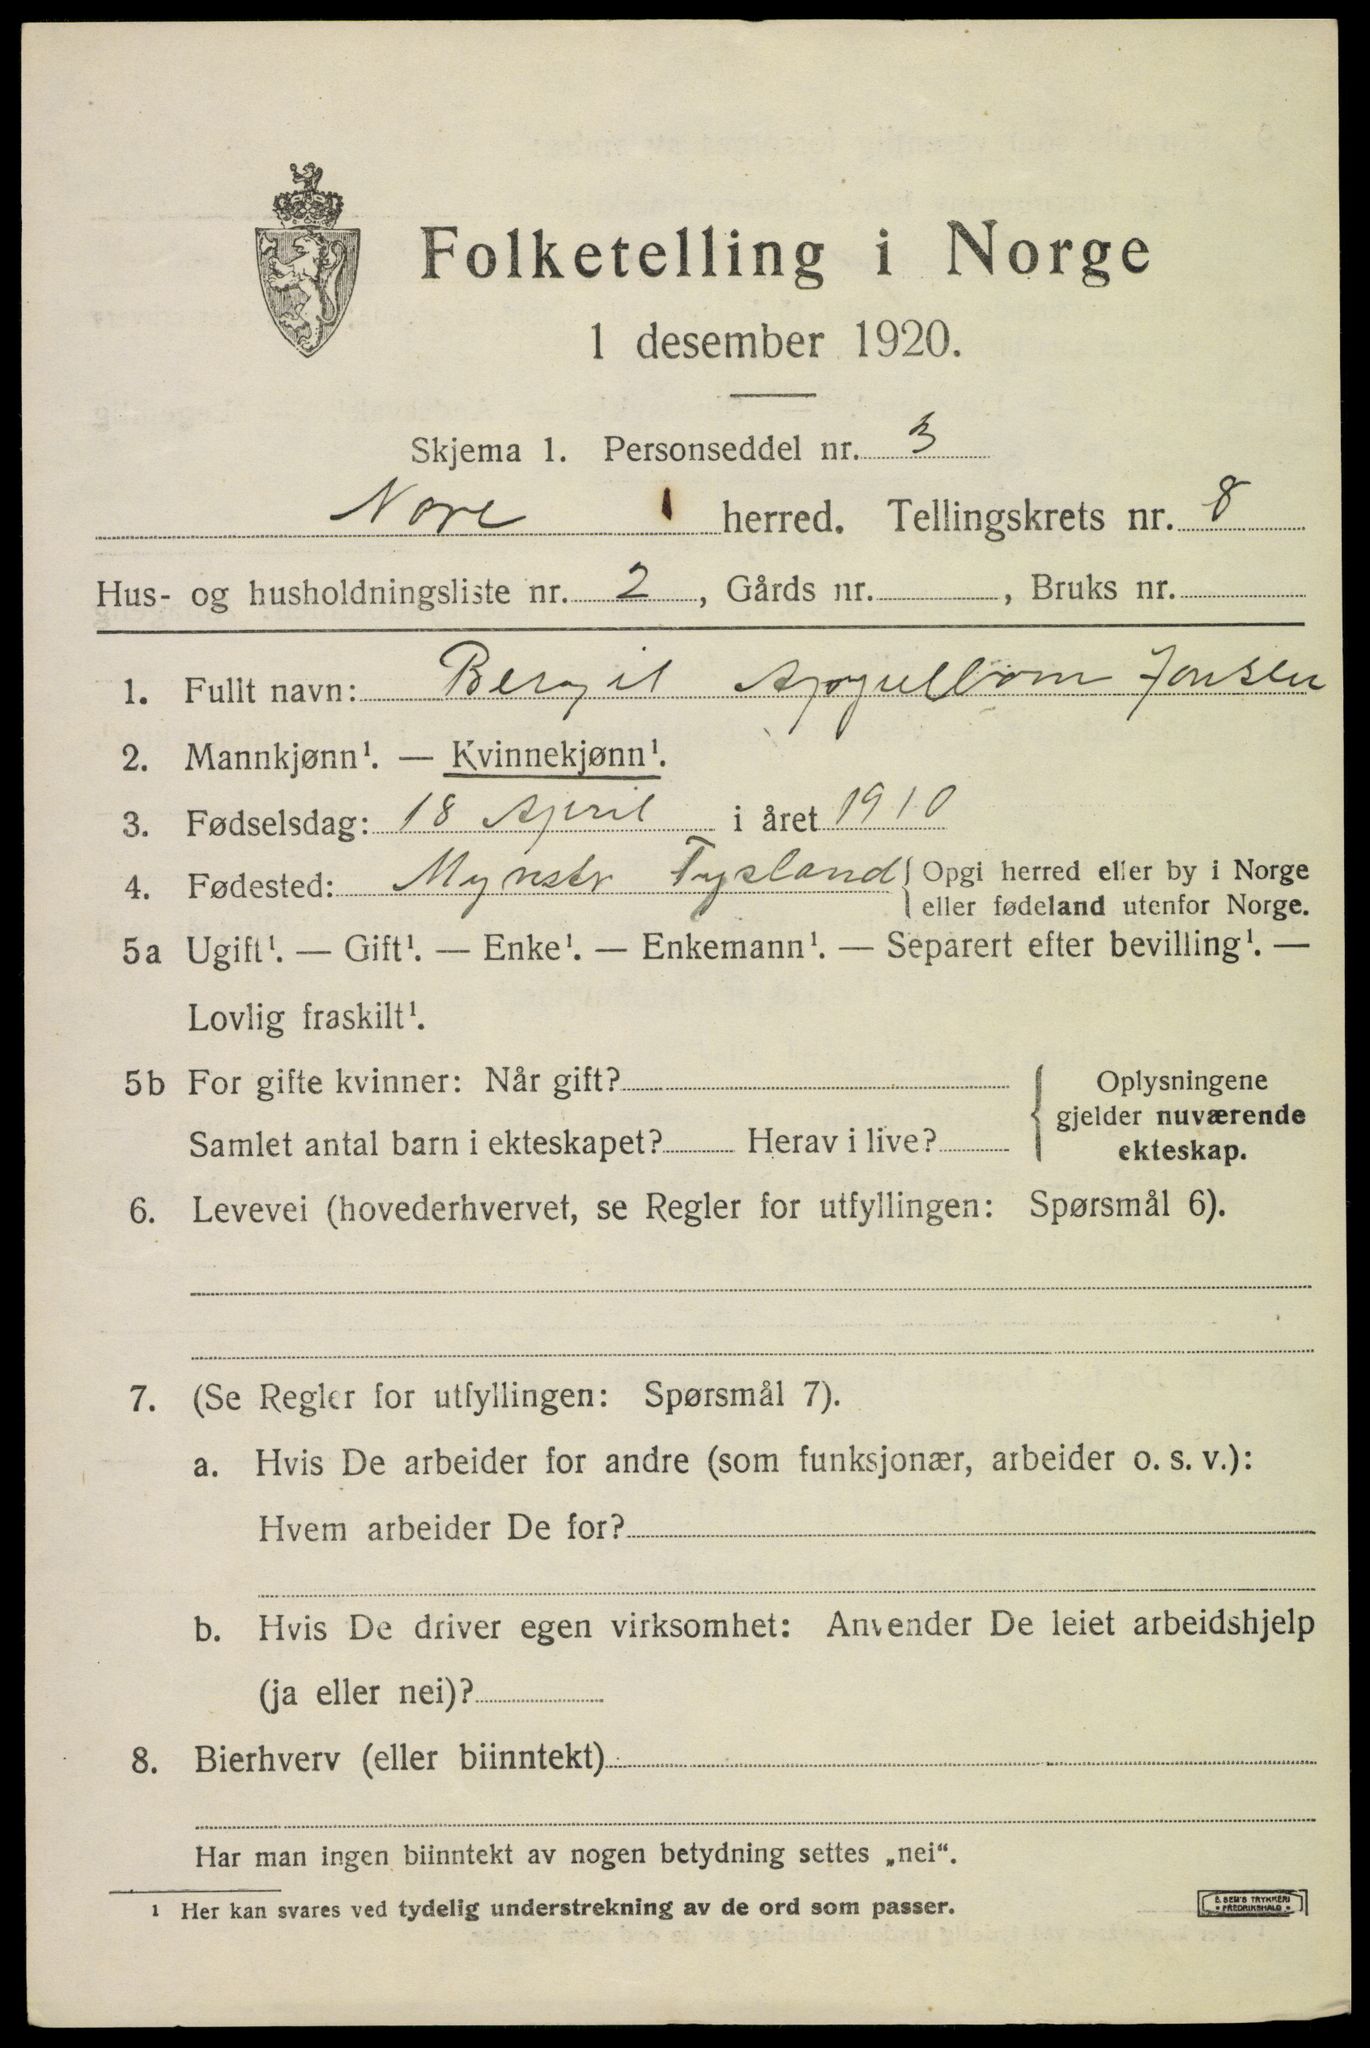 Folketelling i Norge
1 desember 1920.
Skjema 1. Personseddel nr. 3
Nore herred. Tellingskrets nr. 8
Hus- og husholdningsliste nr. 2, Gårds nr. , Bruks nr.
1. Fullt navn: Bergit Jonsen
2. Mannkjønn¹. — Kvinnekjønn¹.
3. Fødselsdag: 18 April i året 1910
4. Fødested: Mynstr Tysland { Opgi herred eller by i Norge
eller fødeland utenfor Norge.
5a Ugift¹. — Gift¹. — Enke¹. — Enkemann¹. — Separert efter bevilling¹. —
Lovlig fraskilt¹.
5b For gifte kvinner: Når gift? { Oplysningene
gjelder nuværende
Samlet antal barn i ekteskapet? Herav i live? ekteskap.
6. Levevei (hovederhvervet, se Regler for utfyllingen: Spørsmål 6).
7. (Se Regler for utfyllingen: Spørsmål 7).
a. Hvis De arbeider for andre (som funksjonær, arbeider o. s. v.):
Hvem arbeider De for?
b. Hvis De driver egen virksomhet: Anvender De leiet arbeidshjelp
(ja eller nei)?
8. Bierhverv (eller biinntekt)
Har man ingen biinntekt av nogen betydning settes „nei“.
¹ Her kan svares ved tydelig understrekning av de ord som passer.
E. SEM'S TRYKKERI
FREDRIKSHALD